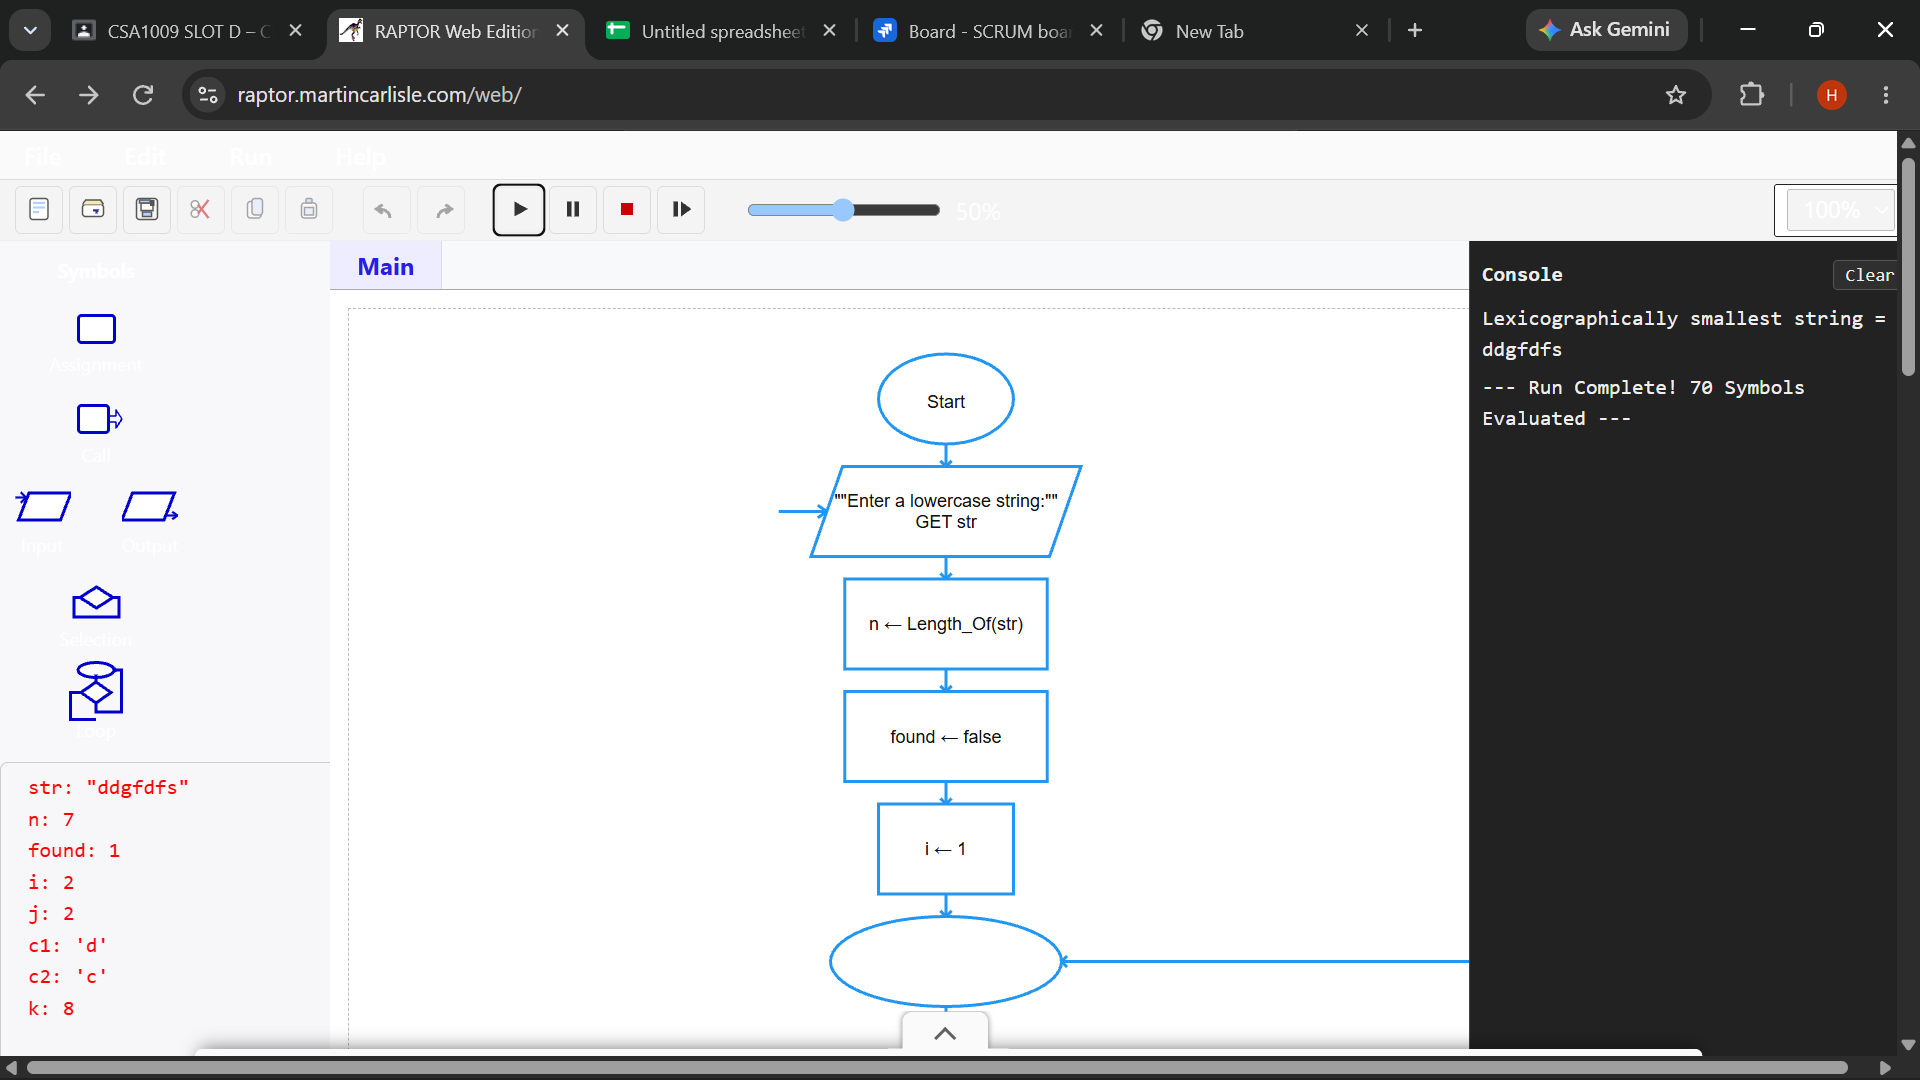 CSA1009 SLOT D – C
RAPTOR Web Edition
Untitled spreadsheet
Board - SCRUM boa
New Tab
Ask Gemini
raptor.martincarlisle.com/web/
H
File Edit Run Help
50%
100%
Symbols
Assignment
Call
Input Output
Selection
Loop
str: "ddgfdfs"
n: 7
found: 1
i: 2
j: 2
c1: 'd'
c2: 'c'
k: 8
Main
Start
""Enter a lowercase string:""
GET str
n ← Length_Of(str)
found ← false
i ← 1
Console
Clear
Lexicographically smallest string =
ddgfdfs
--- Run Complete! 70 Symbols
Evaluated ---